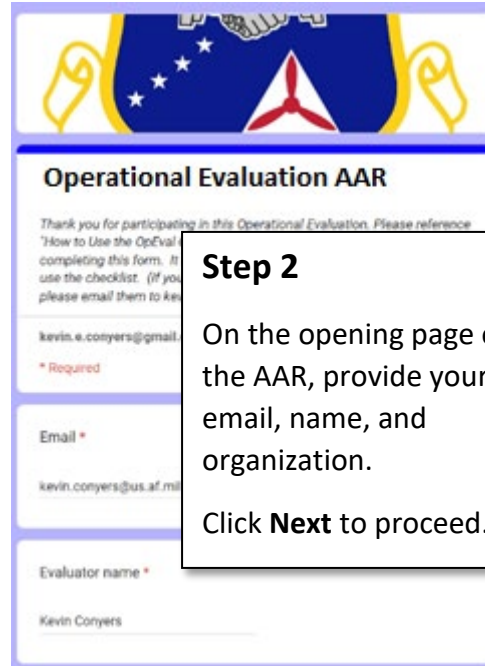 Operational Evaluation AAR
Thank you for participating in this Operational Evaluation. Please reference
"How to Use the OpEval
completing this form. It
use the checklist. (If you
please email them to
kevin.e.conyers@gmail.
* Required
Step 2
On the opening page
the AAR, provide your
email, name, and
organization.
Click Next to proceed.
Email *
kevin.conyers@us.af.mil
Evaluator name *
Kevin Conyers